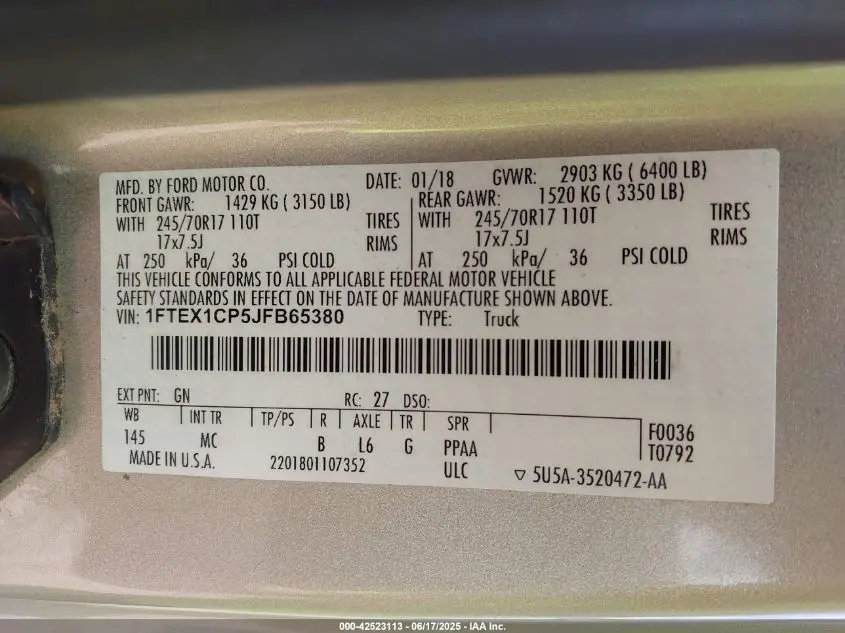 MFD. BY FORD MOTOR CO. DATE: 01/18 GVWR: 2903 KG ( 6400 LB)
FRONT GAWR: 1429 KG ( 3150 LB) REAR GAWR: 1520 KG ( 3350 LB)
WITH 245/70R17 110T TIRES WITH 245/70R17 110T TIRES
17x7.5J RIMS 17x7.5J RIMS
AT 250 kPa/ 36 PSI COLD AT 250 kPa/ 36 PSI COLD
THIS VEHICLE CONFORMS TO ALL APPLICABLE FEDERAL MOTOR VEHICLE
SAFETY STANDARDS IN EFFECT ON THE DATE OF MANUFACTURE SHOWN ABOVE.
VIN: 1FTEX1CP5JFB65380 TYPE: Truck
EXT PNT: GN RC: 27 DSO:
WB INT TR TP/PS R AXLE TR SPR
145 MC B L6 G PPAA F0036
ULC T0792
MADE IN U.S.A. 2201801107352 ▽ 5U5A-3520472-AA
000-42523113 - 06/17/2025 - IAA Inc.